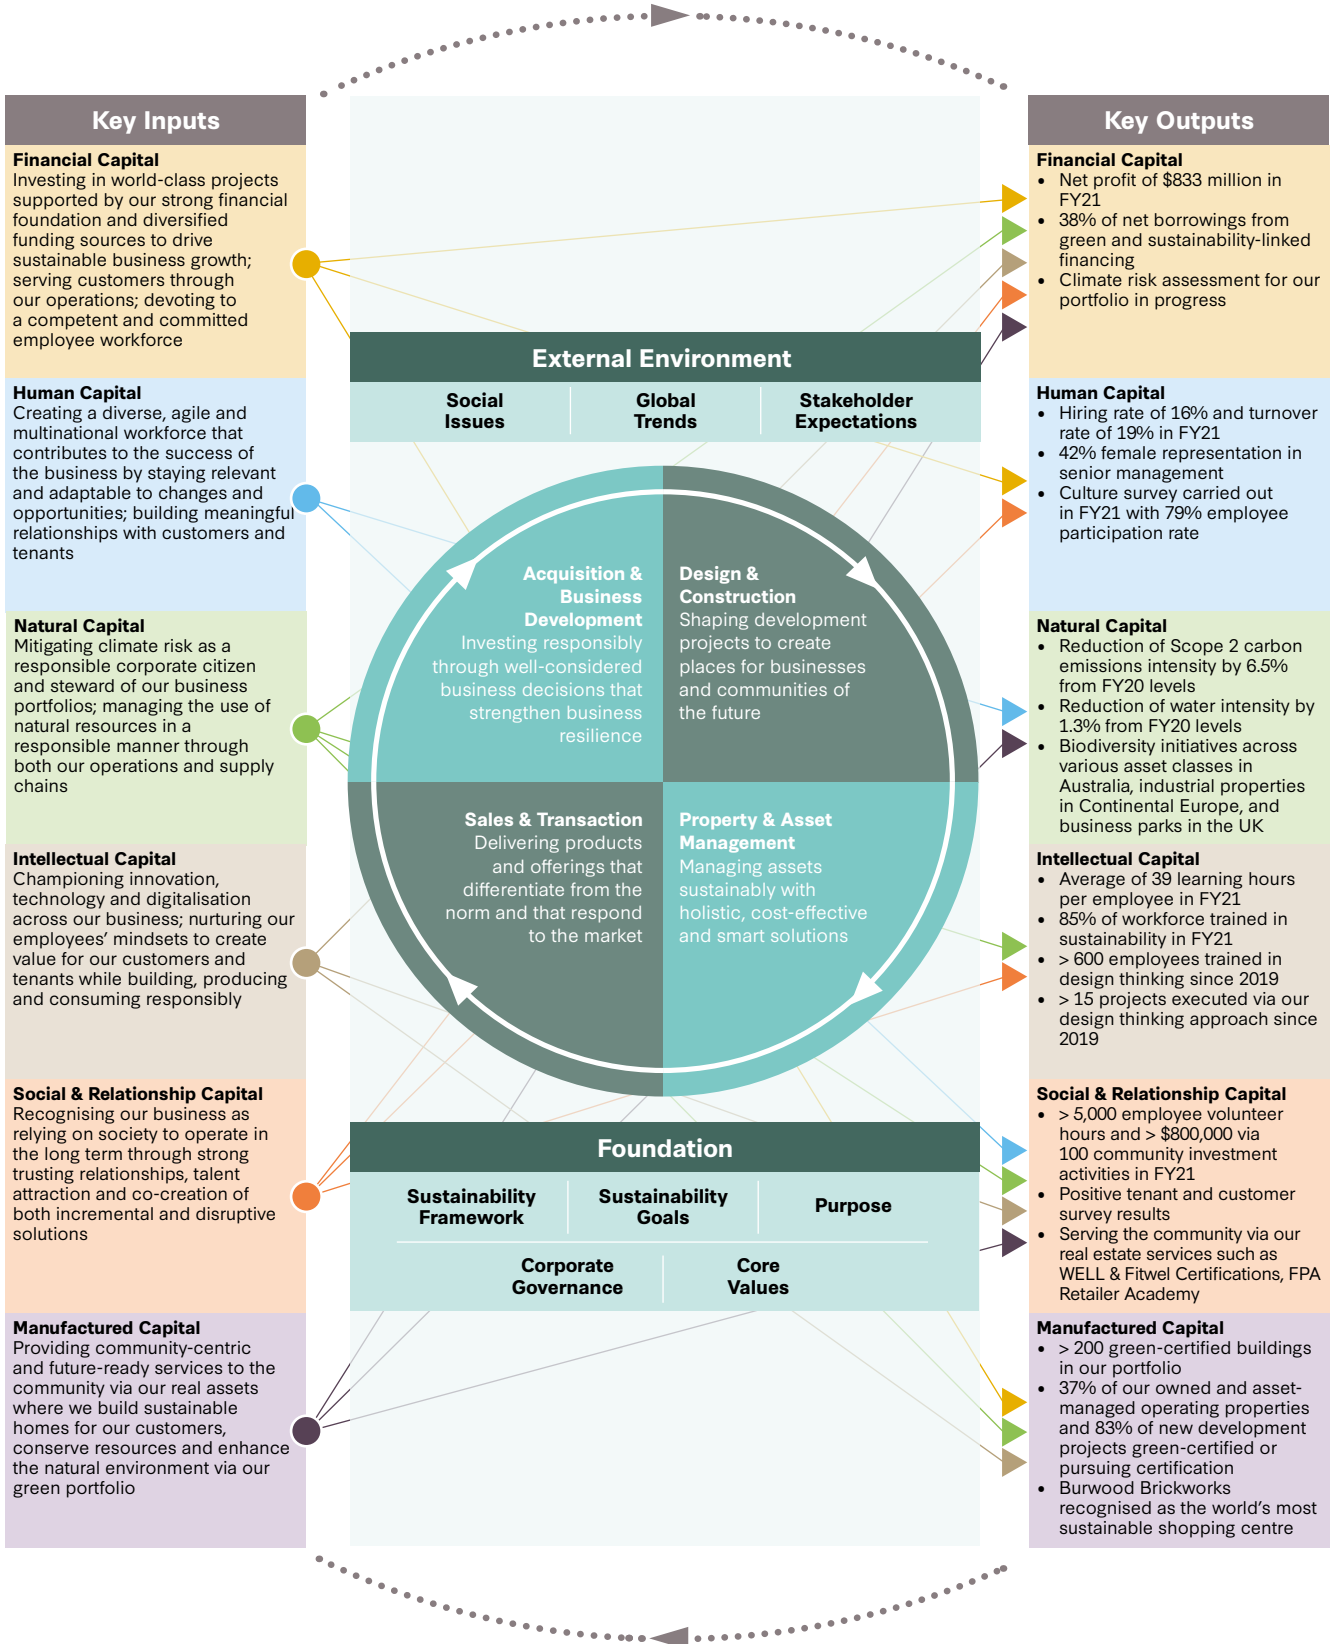 Key Inputs
Financial Capital
Investing in world-class projects
supported by our strong financial
foundation and diversified
funding sources to drive
sustainable business growth;
serving customers through
our operations; devoting to
a competent and committed
employee workforce
Human Capital
Creating a diverse, agile and
multinational workforce that
contributes to the success of
the business by staying relevant
and adaptable to changes and
opportunities; building meaningful
relationships with customers and
tenants
Natural Capital
Mitigating climate risk as a
responsible corporate citizen
and steward of our business
portfolios; managing the use of
natural resources in a
responsible manner through
both our operations and supply
chains
Intellectual Capital
Championing innovation,
technology and digitalisation
across our business; nurturing our
employees’ mindsets to create
value for our customers and
tenants while building, producing
and consuming responsibly
Social & Relationship Capital
Recognising our business as
relying on society to operate in
the long term through strong
trusting relationships, talent
attraction and co-creation of
both incremental and disruptive
solutions
Manufactured Capital
Providing community-centric
and future-ready services to the
community via our real assets
where we build sustainable
homes for our customers,
conserve resources and enhance
the natural environment via our
green portfolio
External Environment
Social
Issues
Global
Trends
Stakeholder
Expectations
Acquisition &
Business
Development
Investing responsibly
through well-considered
business decisions that
strengthen business
resilience
Design &
Construction
Shaping development
projects to create
places for businesses
and communities of
the future
Sales & Transaction
Delivering products
and offerings that
differentiate from the
norm and that respond
to the market
Property & Asset
Management
Managing assets
sustainably with
holistic, cost-effective
and smart solutions
Foundation
Sustainability
Framework
Sustainability
Goals
Purpose
Corporate
Governance
Core
Values
Key Outputs
Financial Capital
• Net profit of $833 million in
FY21
• 38% of net borrowings from
green and sustainability-linked
financing
• Climate risk assessment for our
portfolio in progress
Human Capital
• Hiring rate of 16% and turnover
rate of 19% in FY21
• 42% female representation in
senior management
• Culture survey carried out
in FY21 with 79% employee
participation rate
Natural Capital
• Reduction of Scope 2 carbon
emissions intensity by 6.5%
from FY20 levels
• Reduction of water intensity by
1.3% from FY20 levels
• Biodiversity initiatives across
various asset classes in
Australia, industrial properties
in Continental Europe, and
business parks in the UK
Intellectual Capital
• Average of 39 learning hours
per employee in FY21
• 85% of workforce trained in
sustainability in FY21
• > 600 employees trained in
design thinking since 2019
• > 15 projects executed via our
design thinking approach since
2019
Social & Relationship Capital
• > 5,000 employee volunteer
hours and > $800,000 via
100 community investment
activities in FY21
• Positive tenant and customer
survey results
• Serving the community via our
real estate services such as
WELL & Fitwel Certifications, FPA
Retailer Academy
Manufactured Capital
• > 200 green-certified buildings
in our portfolio
• 37% of our owned and asset-
managed operating properties
and 83% of new development
projects green-certified or
pursuing certification
• Burwood Brickworks
recognised as the world’s most
sustainable shopping centre